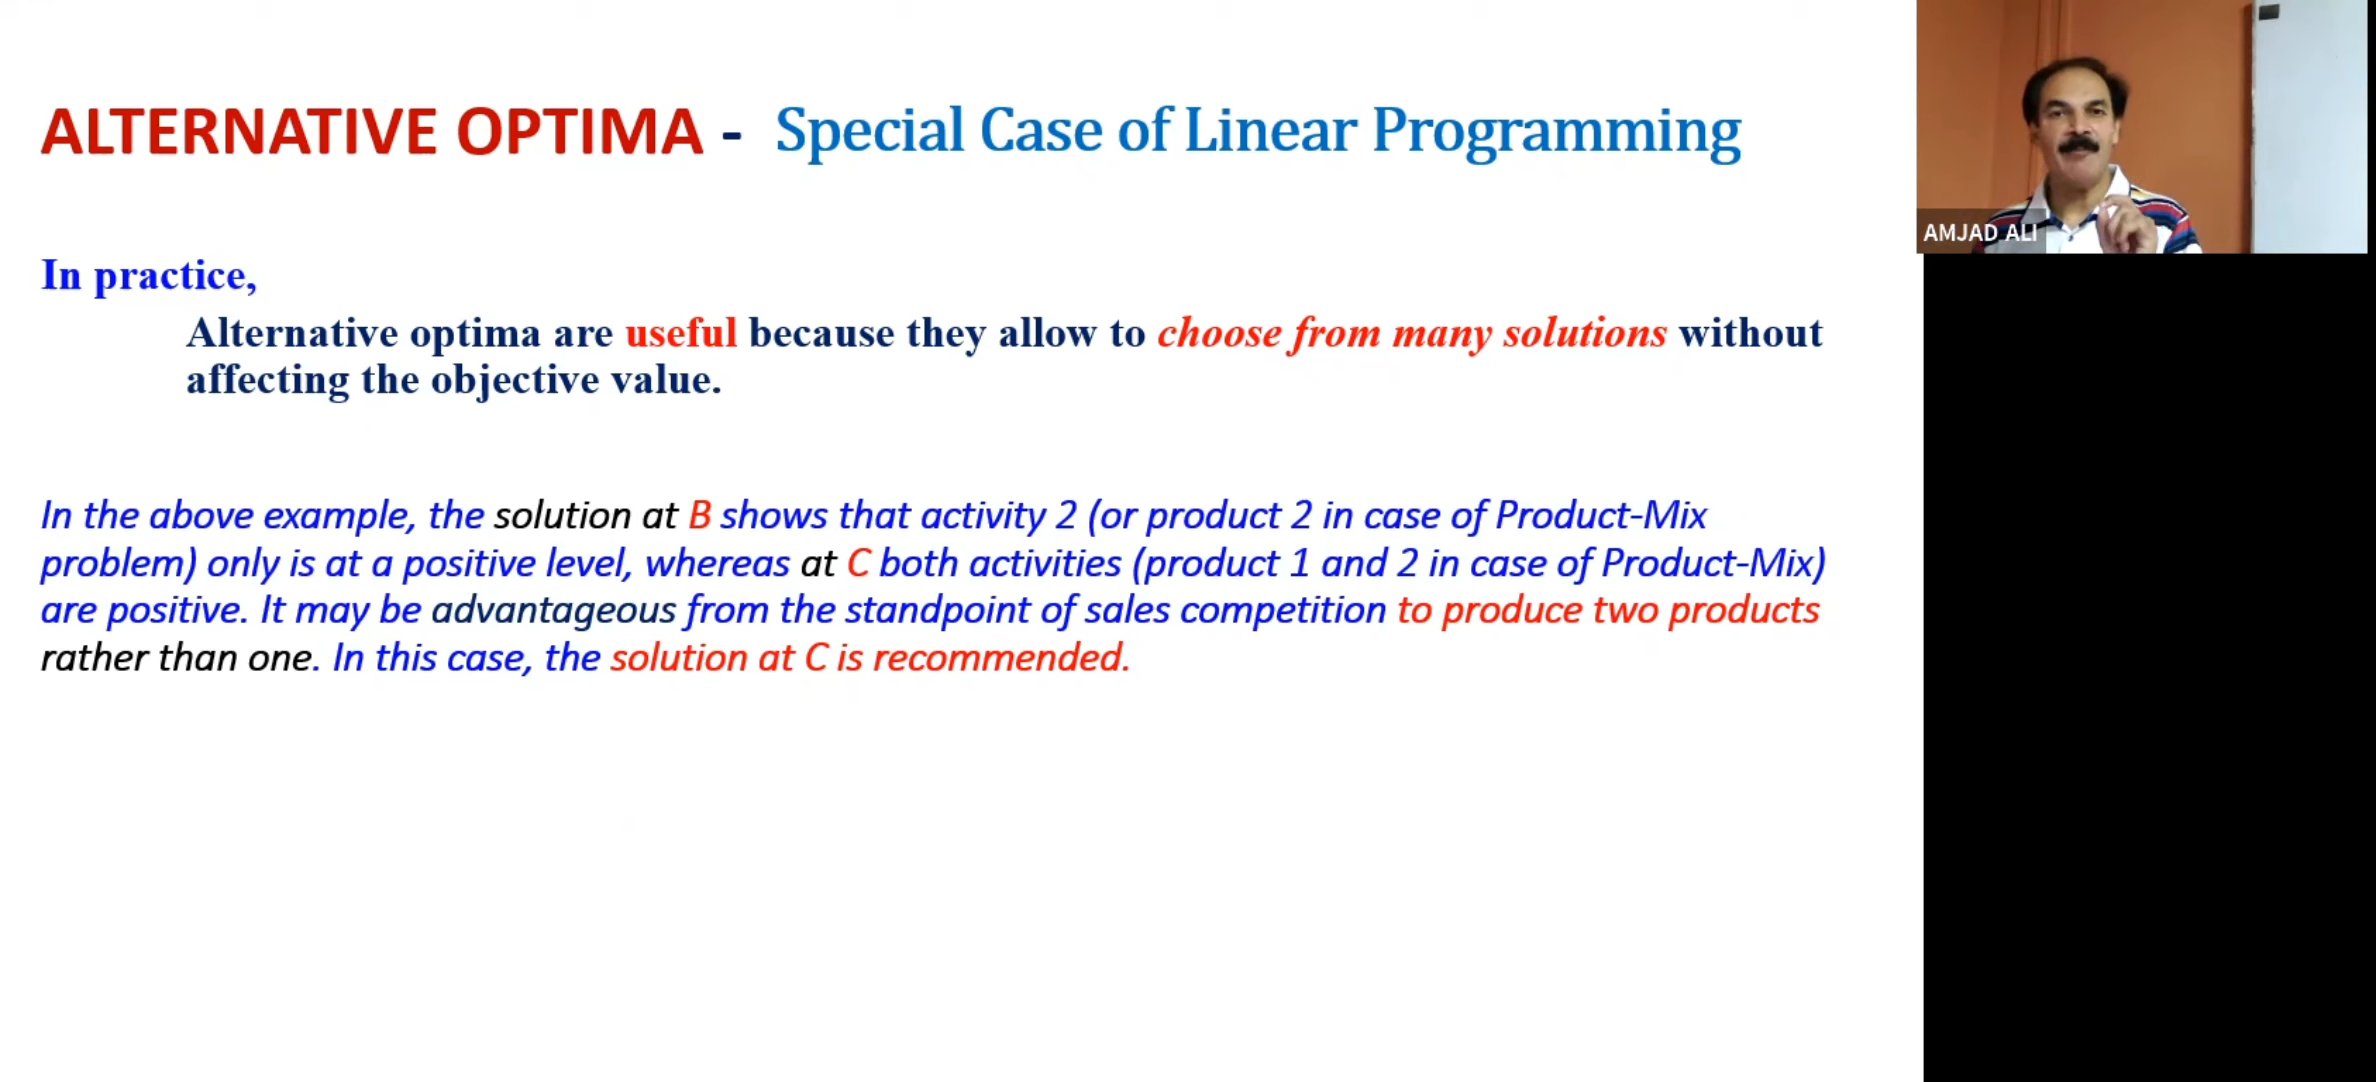 ALTERNATIVE OPTIMA - Special Case of Linear Programming
AMJAD ALI
In practice,
Alternative optima are useful because they allow to choose from many solutions without
affecting the objective value.
In the above example, the solution at B shows that activity 2 (or product 2 in case of Product-Mix
problem) only is at a positive level, whereas at C both activities (product 1 and 2 in case of Product-Mix)
are positive. It may be advantageous from the standpoint of sales competition to produce two products
rather than one. In this case, the solution at C is recommended.